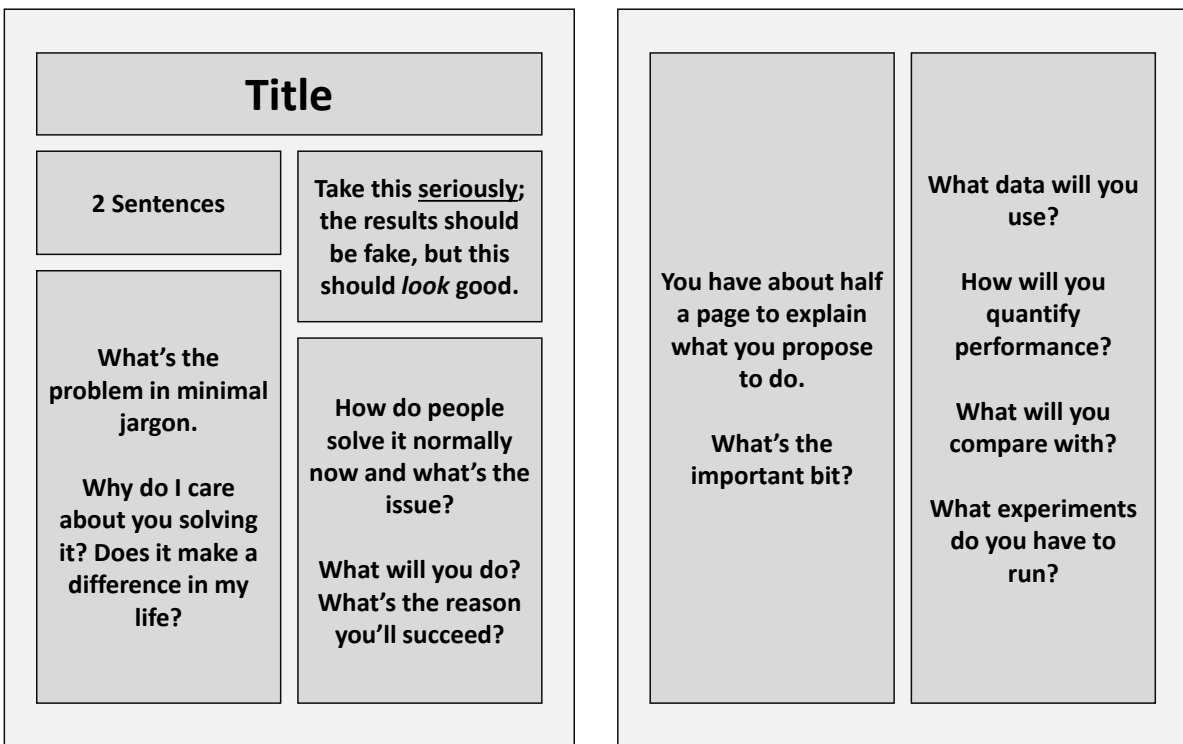 Title
2 Sentences
What’s the
problem in minimal
jargon.
Why do I care
about you solving
it? Does it make a
difference in my
life?
Take this seriously;
the results should
be fake, but this
should look good.
How do people
solve it normally
now and what’s the
issue?
What will you do?
What’s the reason
you’ll succeed?
You have about half
a page to explain
what you propose
to do.
What’s the
important bit?
What data will you
use?
How will you
quantify
performance?
What will you
compare with?
What experiments
do you have to
run?